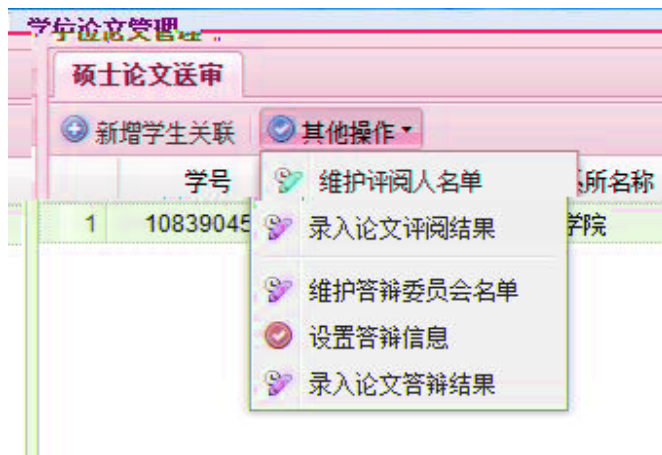 学位论文管理
硕士论文送审
新增学生关联 其他操作
学号 所名称
维护评阅人名单
1 10839045 学院
录入论文评阅结果
维护答辩委员会名单
设置答辩信息
录入论文答辩结果